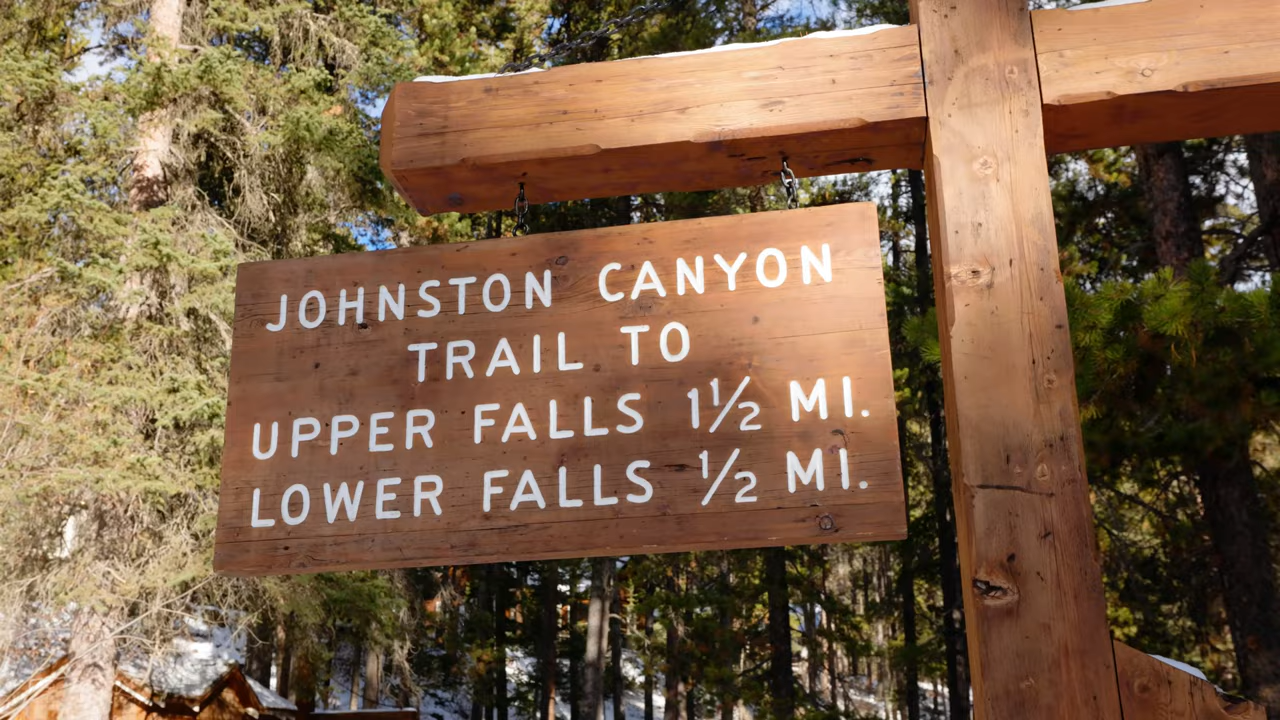 JOHNSTON CANYON
TRAIL TO
UPPER FALLS 1½ MI.
LOWER FALLS ½ MI.